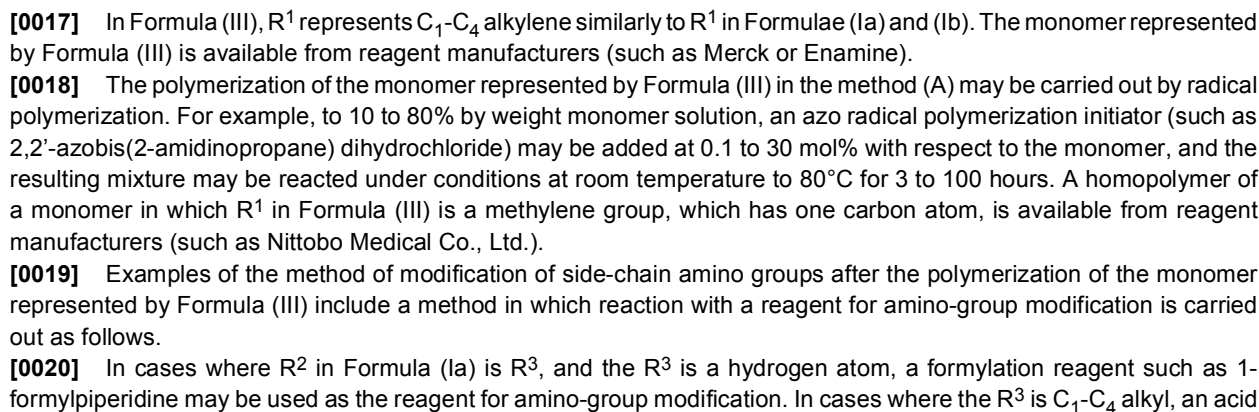 [0017] In Formula (III), R¹ represents C₁-C₄ alkylene similarly to R¹ in Formulae (Ia) and (Ib). The monomer represented
by Formula (III) is available from reagent manufacturers (such as Merck or Enamine).
[0018] The polymerization of the monomer represented by Formula (III) in the method (A) may be carried out by radical
polymerization. For example, to 10 to 80% by weight monomer solution, an azo radical polymerization initiator (such as
2,2'-azobis(2-amidinopropane) dihydrochloride) may be added at 0.1 to 30 mol% with respect to the monomer, and the
resulting mixture may be reacted under conditions at room temperature to 80°C for 3 to 100 hours. A homopolymer of
a monomer in which R¹ in Formula (III) is a methylene group, which has one carbon atom, is available from reagent
manufacturers (such as Nittobo Medical Co., Ltd.).
[0019] Examples of the method of modification of side-chain amino groups after the polymerization of the monomer
represented by Formula (III) include a method in which reaction with a reagent for amino-group modification is carried
out as follows.
[0020] In cases where R² in Formula (Ia) is R³, and the R³ is a hydrogen atom, a formylation reagent such as 1-
formylpiperidine may be used as the reagent for amino-group modification. In cases where the R³ is C₁-C₄ alkyl, an acid